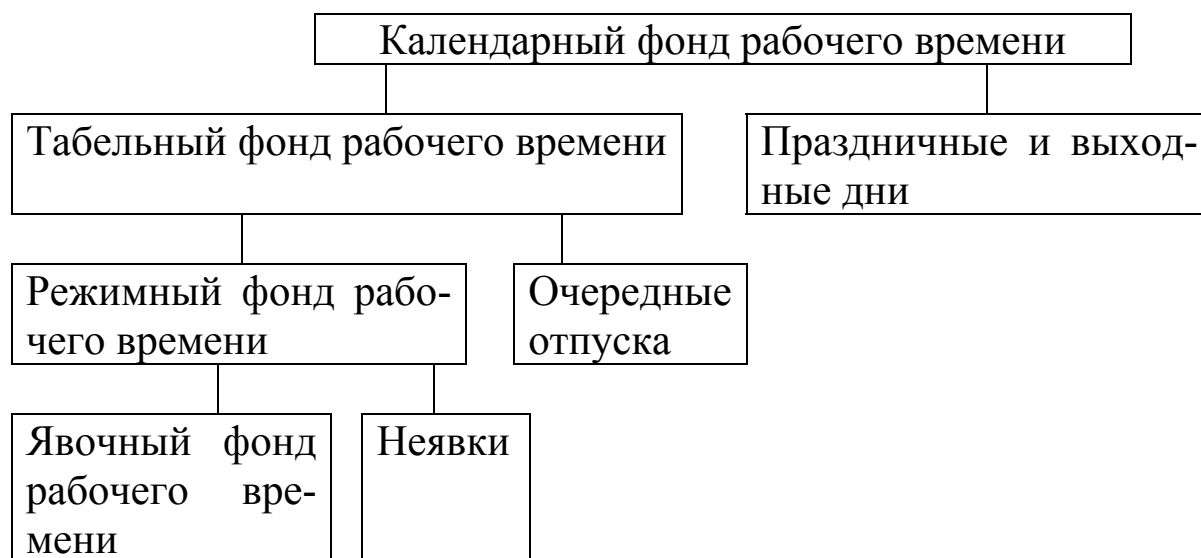 Календарный фонд рабочего времени
Табельный фонд рабочего времени
Праздничные и выход-
ные дни
Режимный фонд рабо-
чего времени
Очередные
отпуска
Явочный фонд
рабочего вре-
мени
Неявки